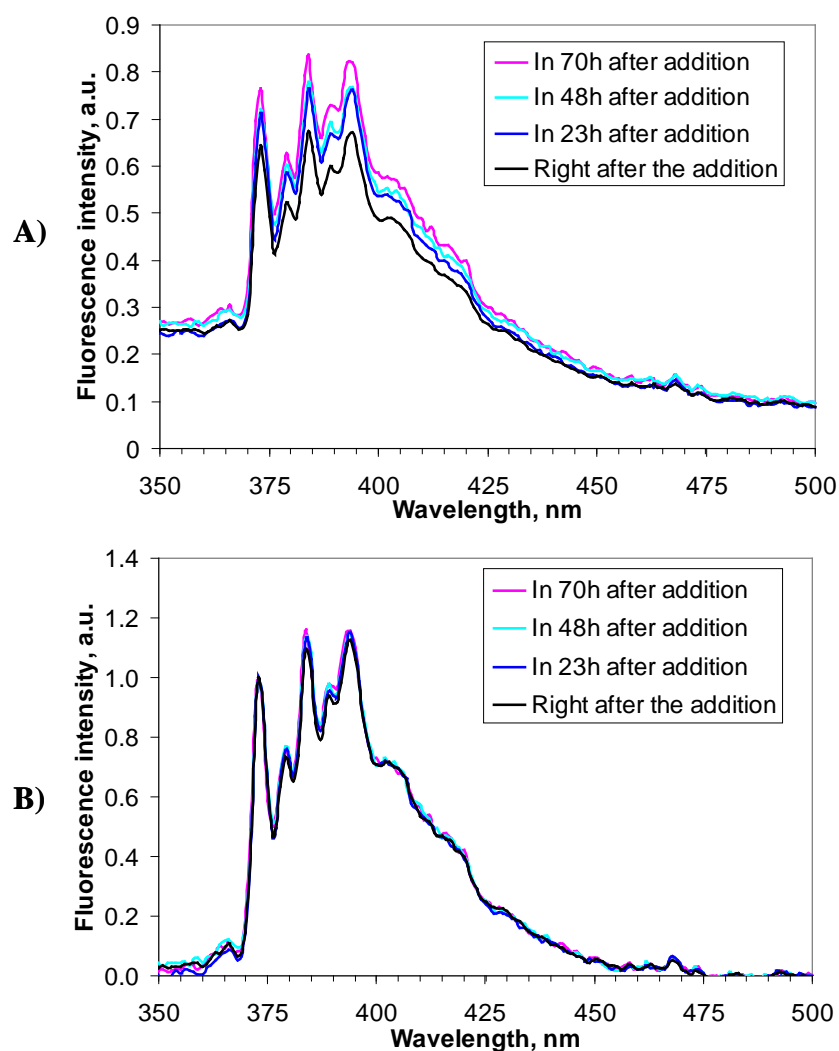 A)
Fluorescence intensity, a.u.
0.9
0.8
0.7
0.6
0.5
0.4
0.3
0.2
0.1
0
In 70h after addition
In 48h after addition
In 23h after addition
Right after the addition
350 375 400 425 450 475 500
Wavelength, nm
B)
Fluorescence intensity, a.u.
1.4
1.2
1.0
0.8
0.6
0.4
0.2
0.0
In 70h after addition
In 48h after addition
In 23h after addition
Right after the addition
350 375 400 425 450 475 500
Wavelength, nm